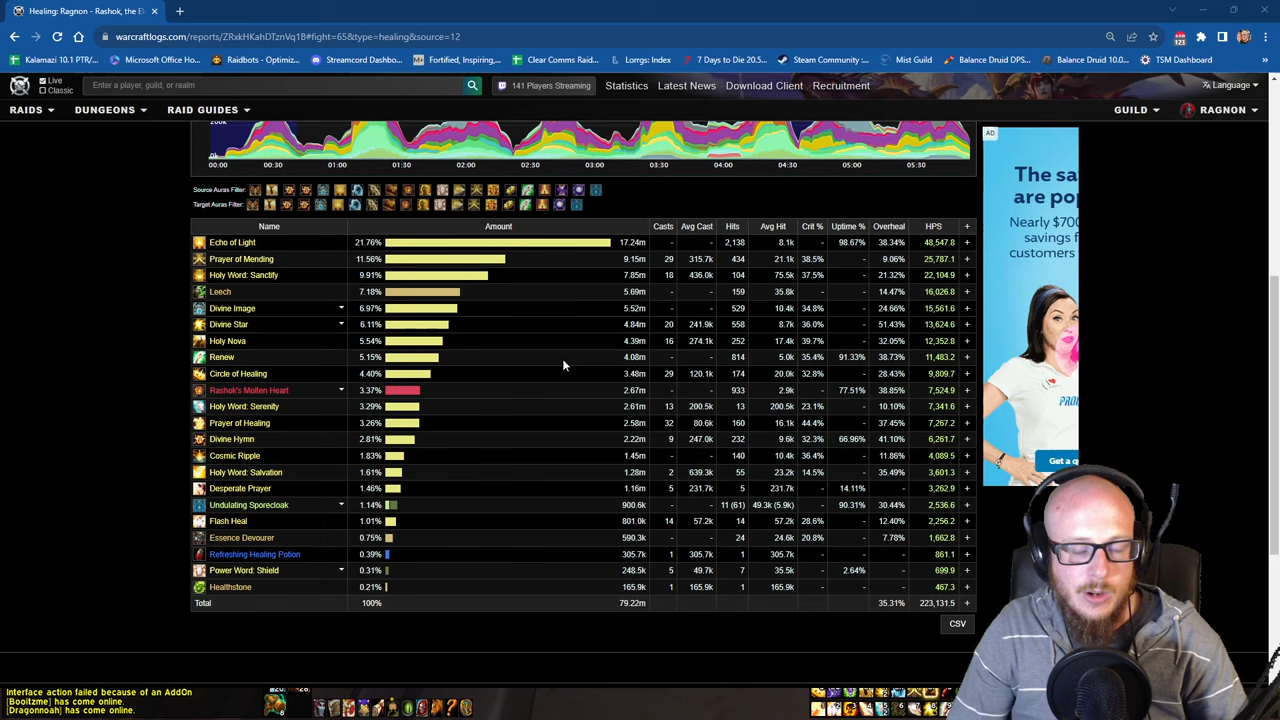 Healing: Ragnon - Rashok, the El
warcraftlogs.com/reports/ZRxkHKahDTznVq1B#fight=65&type=healing&source=12
123
Kalamazi 10.1 PTR/... Microsoft Office Ho... Raidbots - Optimiz... Streamcord Dashbo... Fortified, Inspiring,... Clear Comms Raid... Lorrgs: Index 7 Days to Die 20.5... Steam Community :... Mist Guild Balance Druid DPS... Balance Druid 10.0... TSM Dashboard
Live
Classic
Enter a player, guild, or realm
141 Players Streaming Statistics Latest News Download Client Recruitment Language
RAIDS DUNGEONS RAID GUIDES GUILD RAGNON
200k
0k
00:00 00:30 01:00 01:30 02:00 02:30 03:00 03:30 04:00 04:30 05:00 05:30
Source Auras Filter:
Target Auras Filter:
Name Amount Casts Avg Cast Hits Avg Hit Crit % Uptime % Overheal HPS +
Echo of Light 21.76% 17.24m - - 2,138 8.1k - 98.67% 38.34% 48,547.8 +
Prayer of Mending 11.56% 9.15m 29 315.7k 434 21.1k 38.5% - 9.06% 25,787.1 +
Holy Word: Sanctify 9.91% 7.85m 18 436.0k 104 75.5k 37.5% - 21.32% 22,104.9 +
Leech 7.18% 5.69m - - 159 35.8k - - 14.47% 16,026.8 +
Divine Image 6.97% 5.52m - - 529 10.4k 34.8% - 24.66% 15,561.6 +
Divine Star 6.11% 4.84m 20 241.9k 558 8.7k 36.0% - 51.43% 13,624.6 +
Holy Nova 5.54% 4.39m 16 274.1k 252 17.4k 39.7% - 32.05% 12,352.8 +
Renew 5.15% 4.08m - - 814 5.0k 35.4% 91.33% 38.73% 11,483.2 +
Circle of Healing 4.40% 3.48m 29 120.1k 174 20.0k 32.8% - 28.43% 9,809.7 +
Rashok's Molten Heart 3.37% 2.67m - - 933 2.9k - 77.51% 38.85% 7,524.9 +
Holy Word: Serenity 3.29% 2.61m 13 200.5k 13 200.5k 23.1% - 10.10% 7,341.6 +
Prayer of Healing 3.26% 2.58m 32 80.6k 160 16.1k 44.4% - 37.45% 7,267.2 +
Divine Hymn 2.81% 2.22m 9 247.0k 232 9.6k 32.3% 66.96% 41.10% 6,261.7 +
Cosmic Ripple 1.83% 1.45m - - 140 10.4k 36.4% - 11.86% 4,089.5 +
Holy Word: Salvation 1.61% 1.28m 2 639.3k 55 23.2k 14.5% - 35.49% 3,601.3 +
Desperate Prayer 1.46% 1.16m 5 231.7k 5 231.7k - 14.11% - 3,262.9 +
Undulating Sporecloak 1.14% 900.6k - - 11 (61) 49.3k (5.9k) - 90.31% 30.44% 2,536.6 +
Flash Heal 1.01% 801.0k 14 57.2k 14 57.2k 28.6% - 12.40% 2,256.2 +
Essence Devourer 0.75% 590.3k - - 24 24.6k 20.8% - 7.78% 1,662.8 +
Refreshing Healing Potion 0.39% 305.7k 1 305.7k 1 305.7k - - - 861.1 +
Power Word: Shield 0.31% 248.5k 5 49.7k 7 35.5k - 2.64% - 699.9 +
Healthstone 0.21% 165.9k 1 165.9k 1 165.9k - - - 467.3 +
Total 100% 79.22m 35.31% 223,131.5 +
CSV
AD
The sa
are po
Nearly $700
savings f
customers
PRO
Get a q
Interface action failed because of an AddOn
[Booitzme] has come online.
[Dragonnoah] has come online.